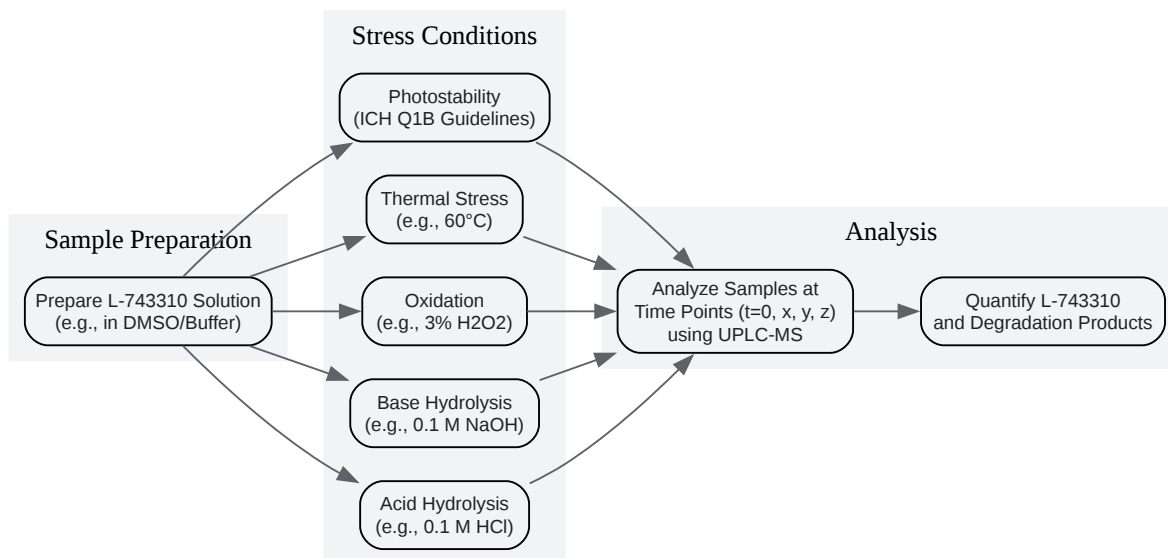 Stress Conditions
Photostability
(ICH Q1B Guidelines)
Thermal Stress
(e.g., 60°C)
Sample Preparation
Analysis
Prepare L-743310 Solution
(e.g., in DMSO/Buffer)
Oxidation
(e.g., 3% H2O2)
Analyze Samples at
Time Points (t=0, x, y, z)
using UPLC-MS
Quantify L-743310
and Degradation Products
Base Hydrolysis
(e.g., 0.1 M NaOH)
Acid Hydrolysis
(e.g., 0.1 M HCl)